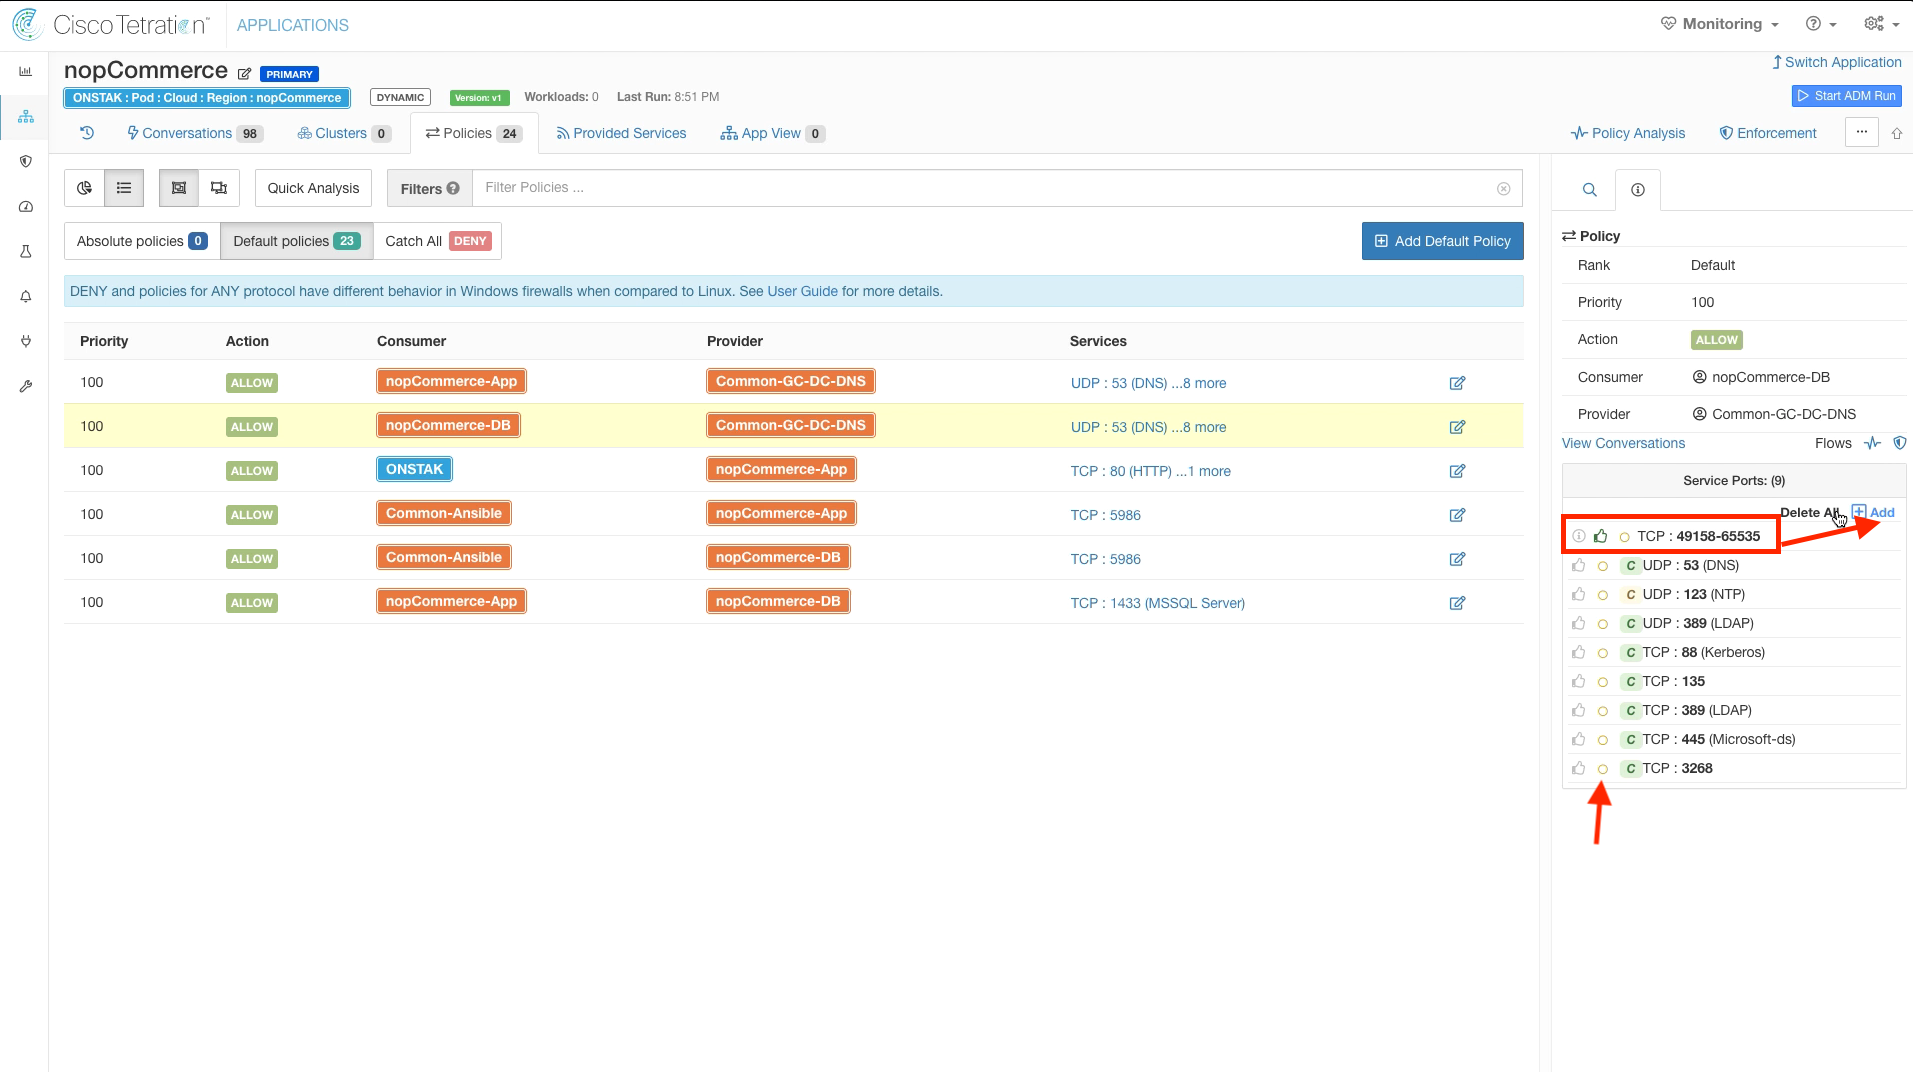 Cisco Tetration™ APPLICATIONS Monitoring
nopCommerce PRIMARY
Switch Application
ONSTAK : Pod : Cloud : Region : nopCommerce DYNAMIC Version: v1 Workloads: 0 Last Run: 8:51 PM
Start ADM Run
Conversations 98 Clusters 0 Policies 24 Provided Services App View 0 Policy Analysis Enforcement ...
Quick Analysis Filters ? Filter Policies ...
Absolute policies 0 Default policies 23 Catch All DENY Add Default Policy
DENY and policies for ANY protocol have different behavior in Windows firewalls when compared to Linux. See User Guide for more details.
Priority Action Consumer Provider Services
100 ALLOW nopCommerce-App Common-GC-DC-DNS UDP : 53 (DNS) ...8 more
100 ALLOW nopCommerce-DB Common-GC-DC-DNS UDP : 53 (DNS) ...8 more
100 ALLOW ONSTAK nopCommerce-App TCP : 80 (HTTP) ...1 more
100 ALLOW Common-Ansible nopCommerce-App TCP : 5986
100 ALLOW Common-Ansible nopCommerce-DB TCP : 5986
100 ALLOW nopCommerce-App nopCommerce-DB TCP : 1433 (MSSQL Server)
Policy
Rank Default
Priority 100
Action ALLOW
Consumer nopCommerce-DB
Provider Common-GC-DC-DNS
View Conversations Flows
Service Ports: (9)
Delete All Add
TCP : 49158-65535
C UDP : 53 (DNS)
C UDP : 123 (NTP)
C UDP : 389 (LDAP)
C TCP : 88 (Kerberos)
C TCP : 135
C TCP : 389 (LDAP)
C TCP : 445 (Microsoft-ds)
C TCP : 3268